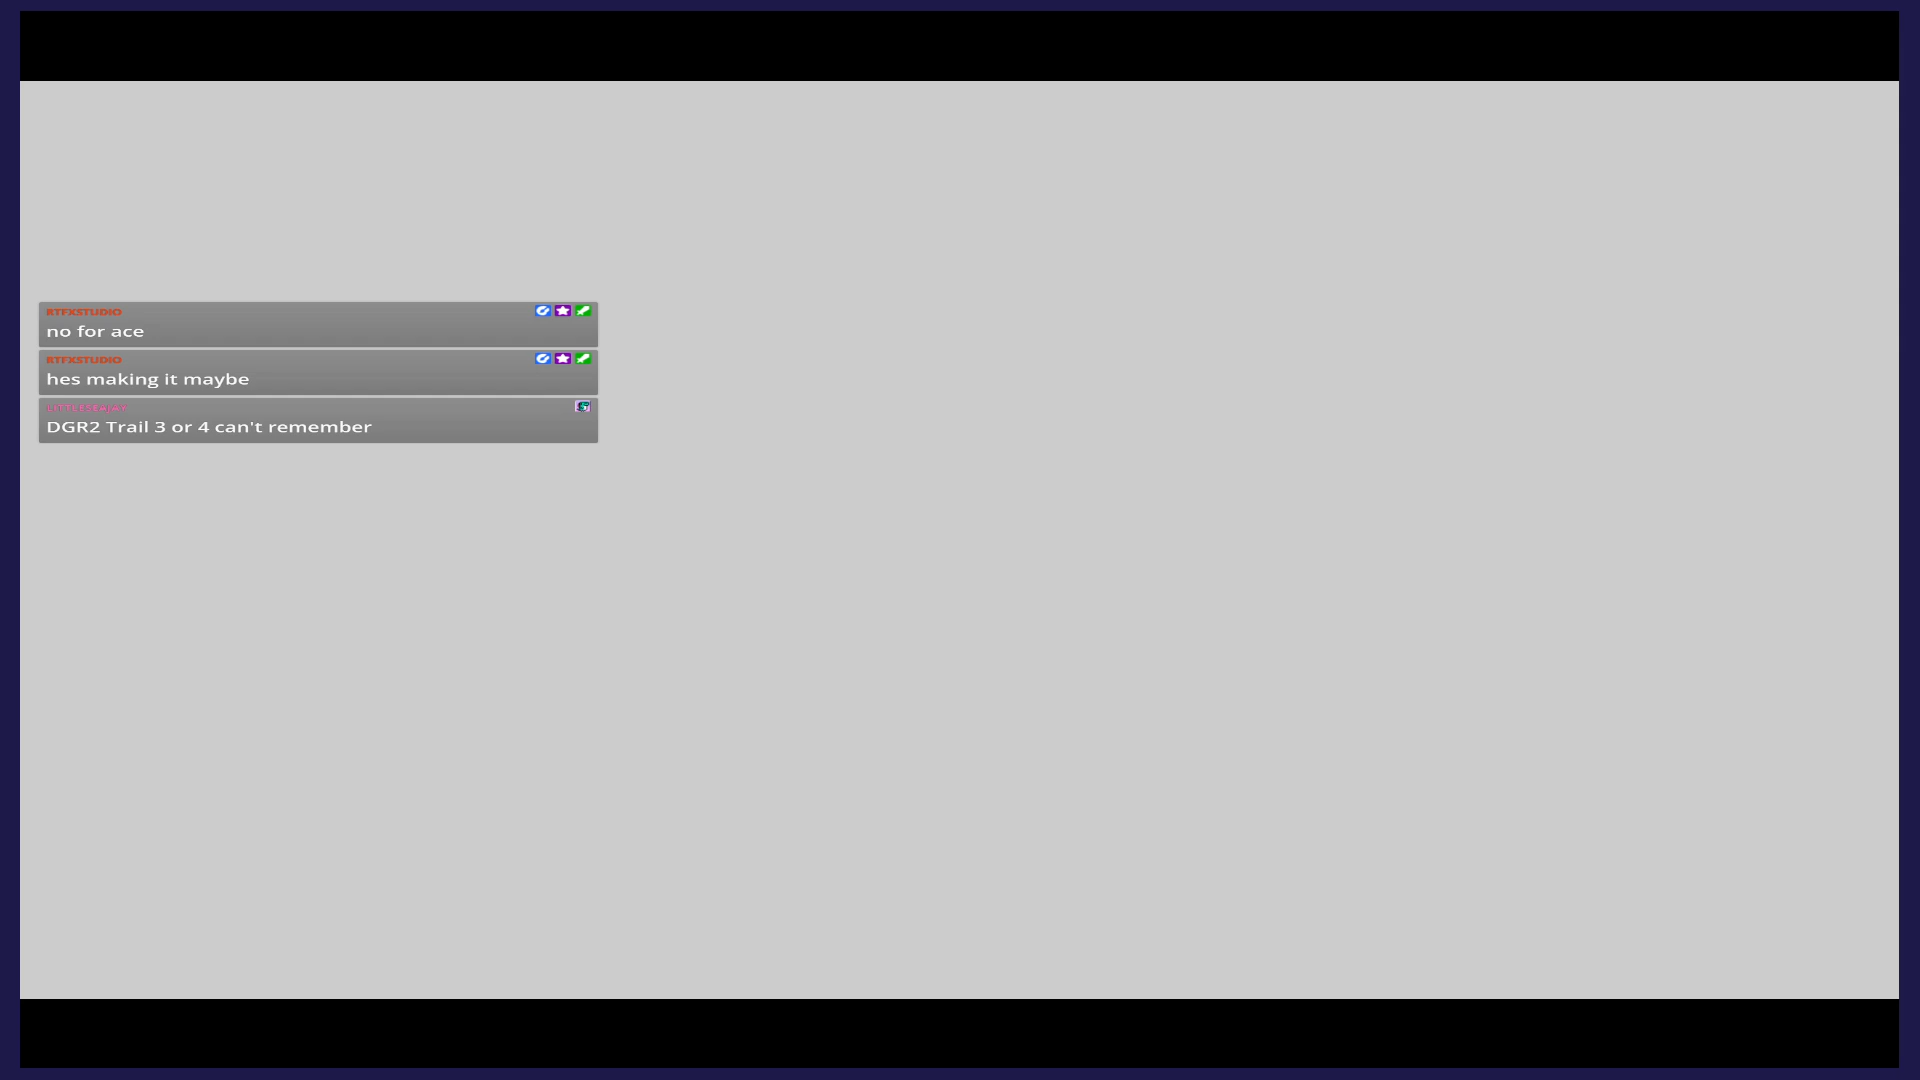 RTFXSTUDIO
no for ace
RTFXSTUDIO
hes making it maybe
DGR2 Trail 3 or 4 can't remember